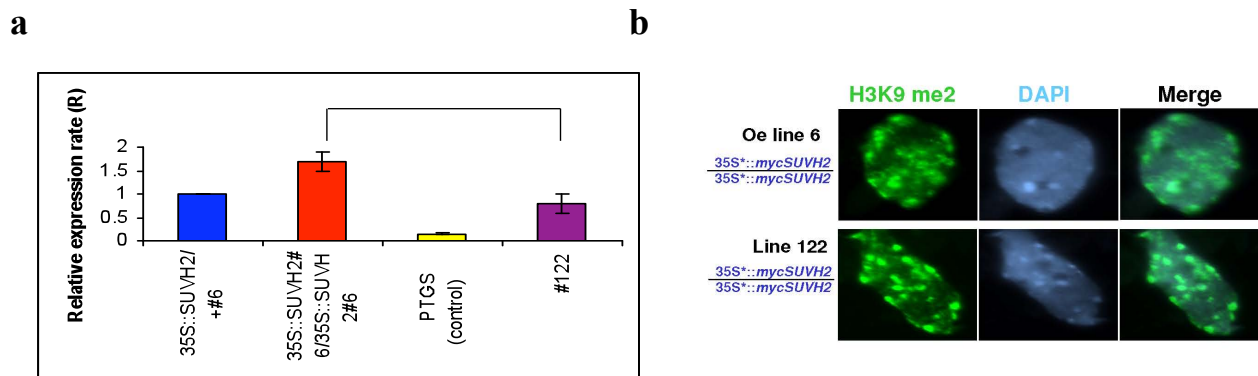 a
b
Relative expression rate (R)
2
1.5
1
0.5
0
35S::SUVH2/
+#6
35S::SUVH2#
6/35S::SUVH
2#6
PTGS
(control)
#122
H3K9 me2
DAPI
Merge
Oe line 6
35S*::mycSUVH2
35S*::mycSUVH2
Line 122
35S*::mycSUVH2
35S*::mycSUVH2